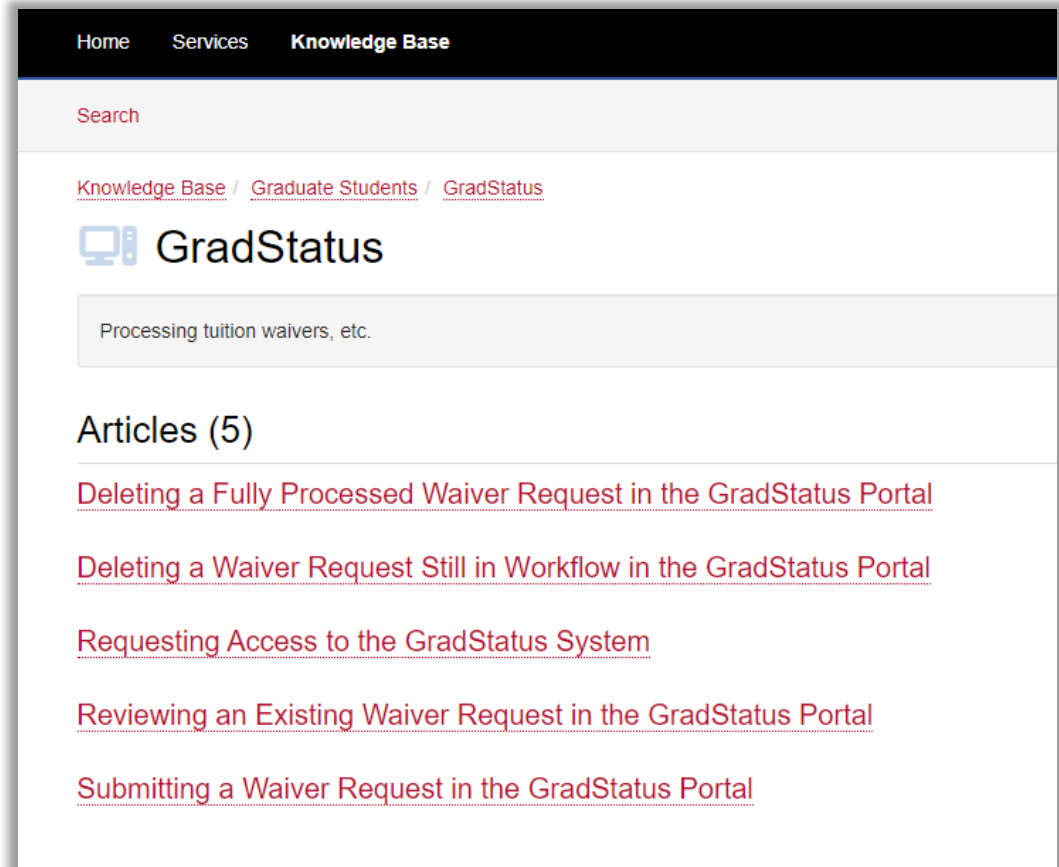 Home Services Knowledge Base
Search
Knowledge Base / Graduate Students / GradStatus
GradStatus
Processing tuition waivers, etc.
Articles (5)
Deleting a Fully Processed Waiver Request in the GradStatus Portal
Deleting a Waiver Request Still in Workflow in the GradStatus Portal
Requesting Access to the GradStatus System
Reviewing an Existing Waiver Request in the GradStatus Portal
Submitting a Waiver Request in the GradStatus Portal